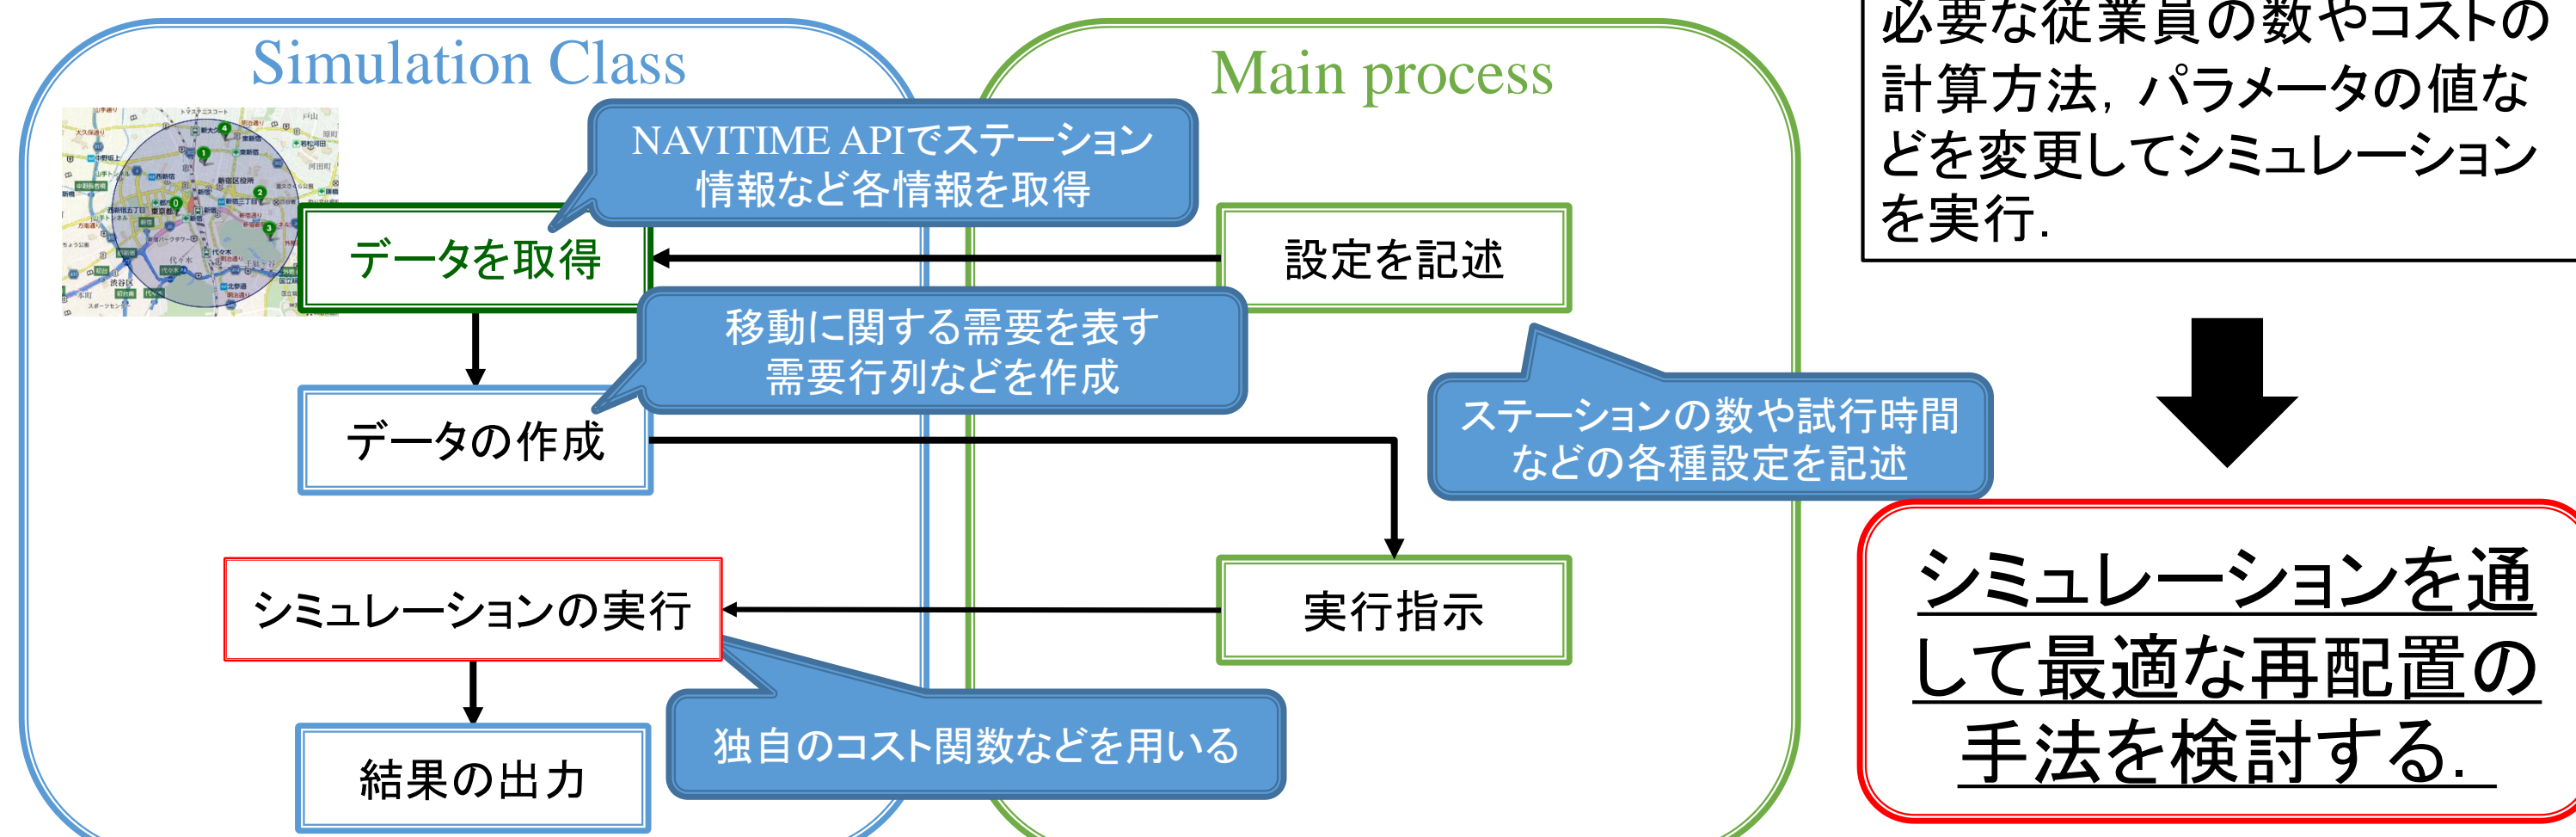 Simulation Class
Main process
NAVITIME APIでステーション
情報など各情報を取得
データを取得
設定を記述
移動に関する需要を表す
需要行列などを作成
データの作成
ステーションの数や試行時間
などの各種設定を記述
シミュレーションの実行
実行指示
独自のコスト関数などを用いる
結果の出力
必要な従業員の数やコストの
計算方法，パラメータの値な
どを変更してシミュレーション
を実行．
シミュレーションを通
して最適な再配置の
手法を検討する．